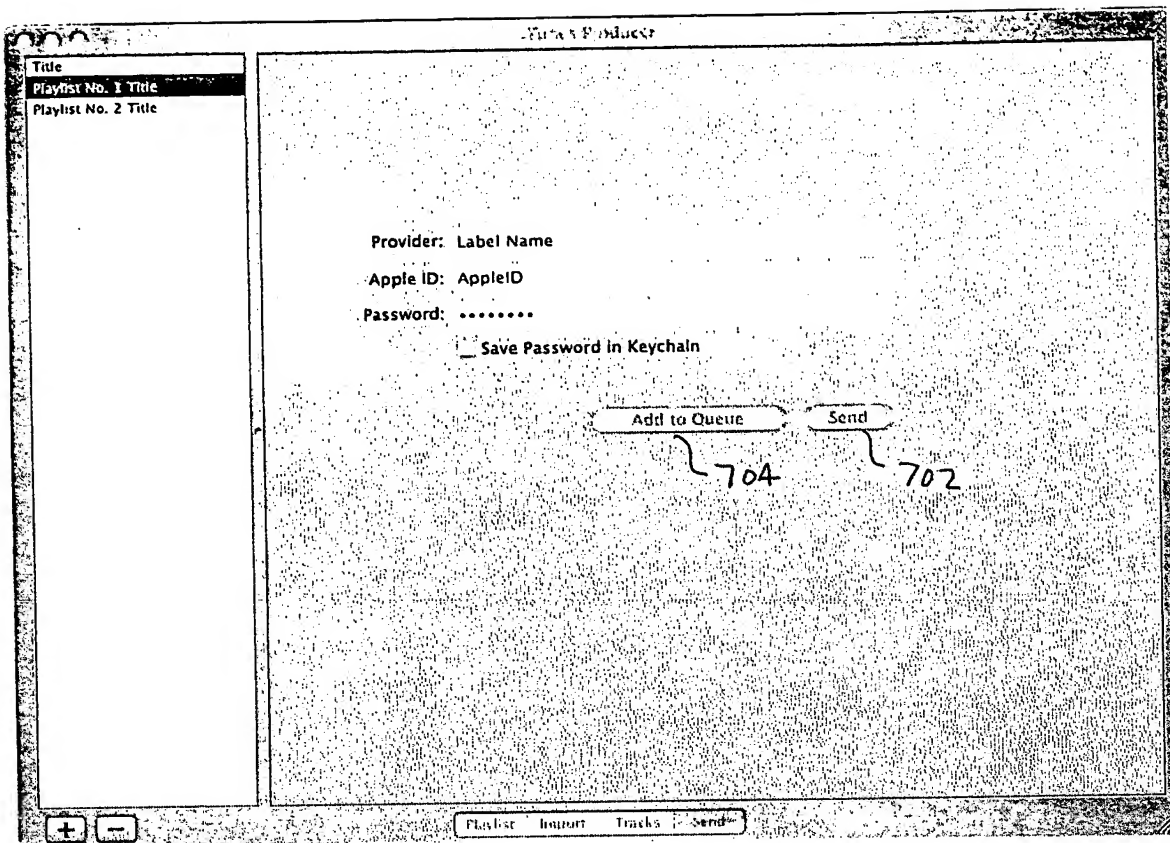 Producer
Title
Playlist No. 1 Title
Playlist No. 2 Title
Provider: Label Name
Apple ID: AppleID
Password: ••••••••
Save Password in Keychain
Add to Queue Send
704 702
+ −
Playlist Import Tracks Send